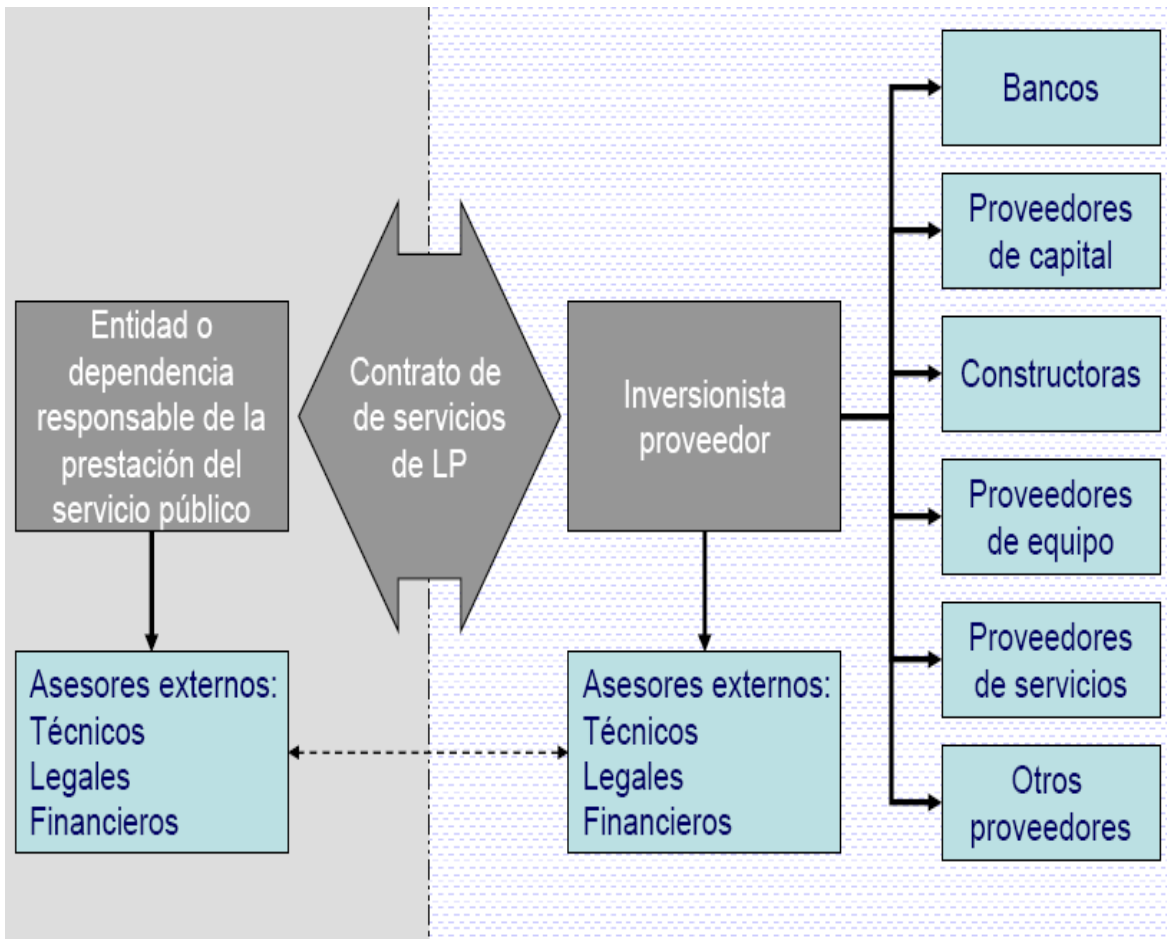 Entidad o
dependencia
responsable de la
prestación del
servicio público
Contrato de
de servicios
de LP
Inversionista
proveedor
Asesores externos:
Técnicos
Legales
Financieros
Asesores externos:
Técnicos
Legales
Financieros
Bancos
Proveedores
de capital
Constructoras
Proveedores
de equipo
Proveedores
de servicios
Otros
proveedores